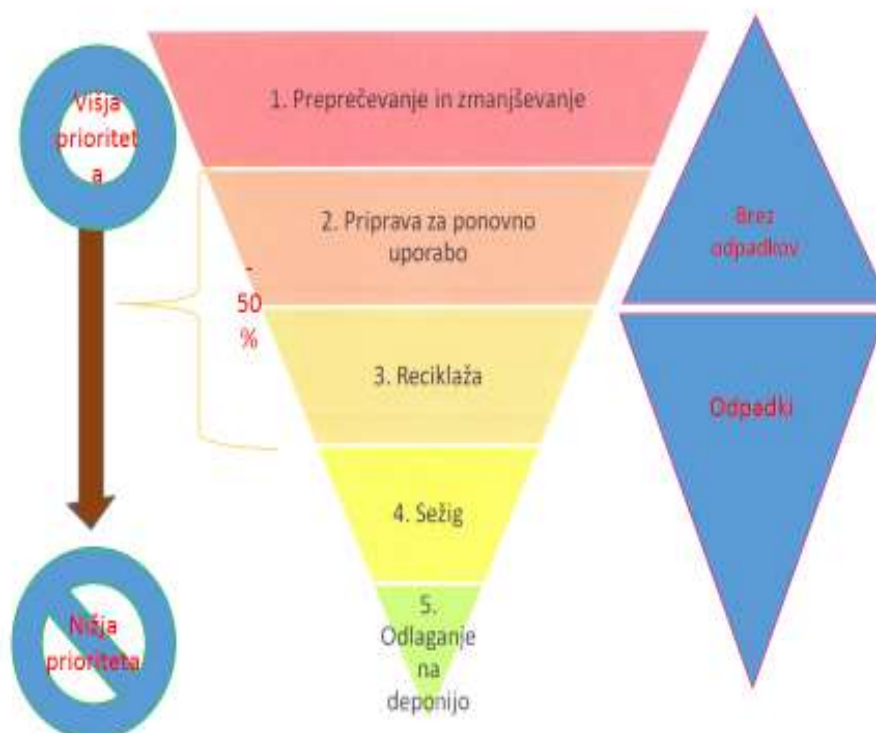 Višja
prioritet
a
1. Preprečevanje in zmanjševanje
2. Priprava za ponovno
uporabo
-
50
%
3. Reciklaža
4. Sežig
5.
Odlaganje
na
deponijo
Nižja
prioriteta
Brez
odpadkov
Odpadki